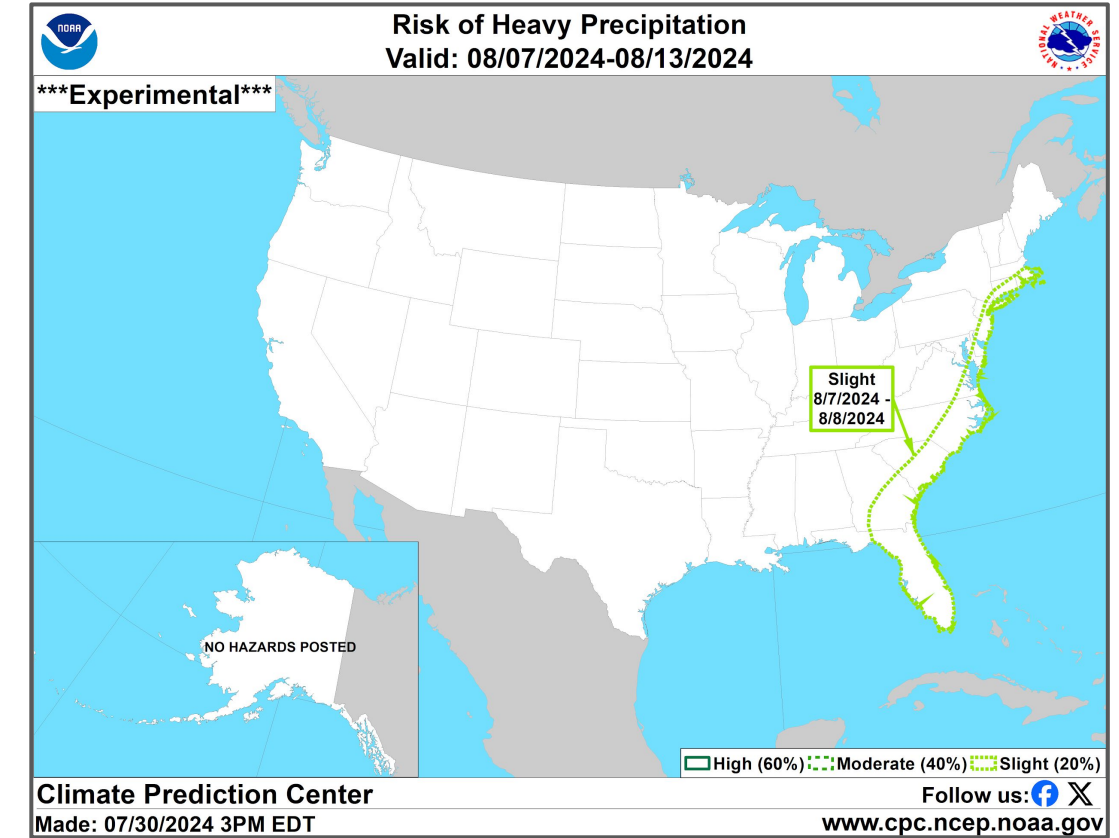 NOAA
Risk of Heavy Precipitation
Valid: 08/07/2024-08/13/2024
NATIONAL WEATHER SERVICE
***Experimental***
Slight
8/7/2024 -
8/8/2024
NO HAZARDS POSTED
High (60%) Moderate (40%) Slight (20%)
Climate Prediction Center
Follow us:
Made: 07/30/2024 3PM EDT
www.cpc.ncep.noaa.gov